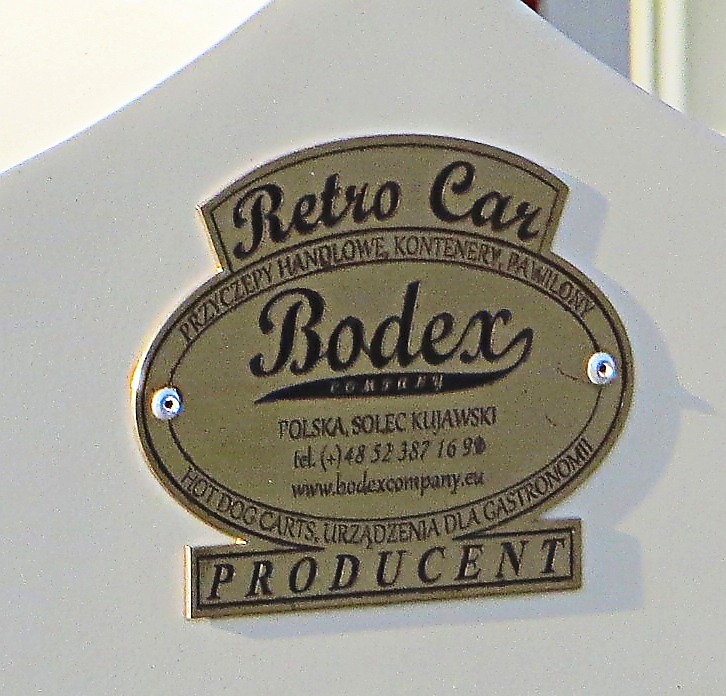 Retro Car
PRZYCZEPY HANDLOWE, KONTENERY, PAWILONY
Bodex
COMPANY
POLSKA, SOLEC KUJAWSKI
tel. (+) 48 52 387 16
www.bodexcompany.eu
HOT DOG CARTS, URZĄDZENIA DLA GASTRONOMII
PRODUCENT